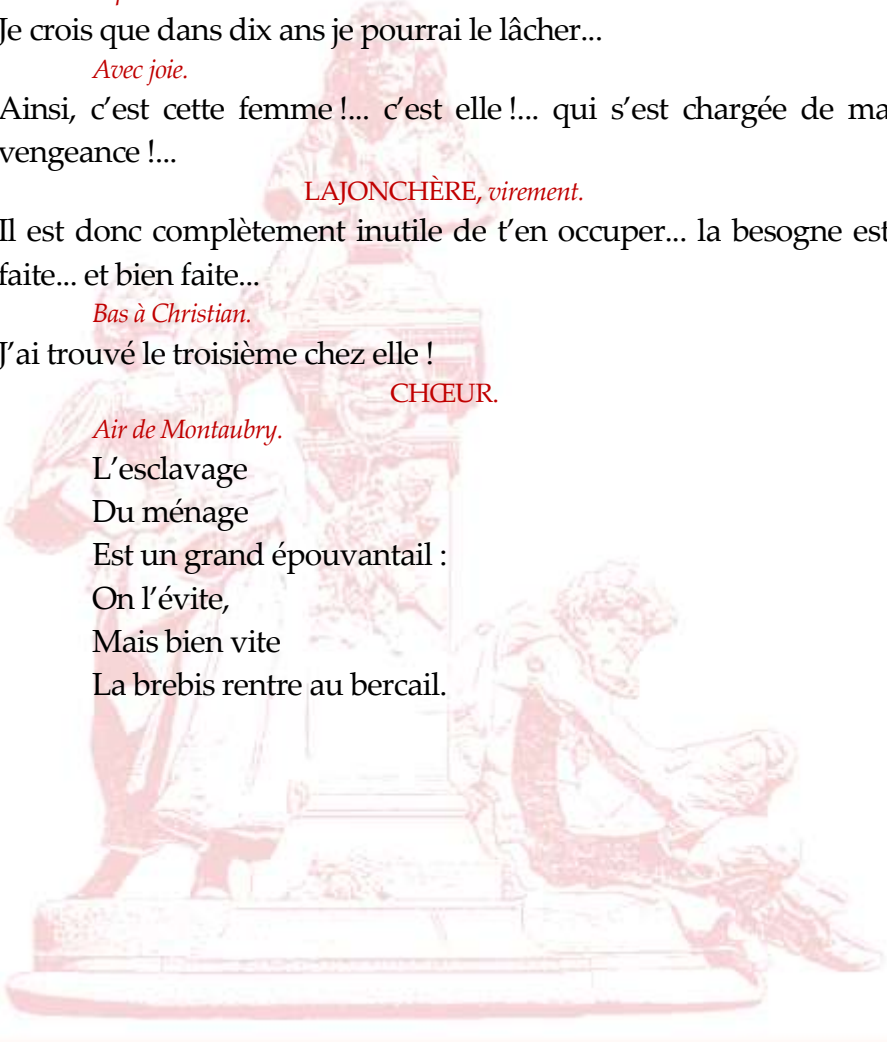 Je crois que dans dix ans je pourrai le lâcher...
Avec joie.
Ainsi, c’est cette femme !... c’est elle !... qui s’est chargée de ma
vengeance !...
LAJONCHÈRE, virement.
Il est donc complètement inutile de t’en occuper... la besogne est
faite... et bien faite...
Bas à Christian.
J’ai trouvé le troisième chez elle !
CHŒUR.
Air de Montaubry.
L’esclavage
Du ménage
Est un grand épouvantail :
On l’évite,
Mais bien vite
La brebis rentre au bercail.